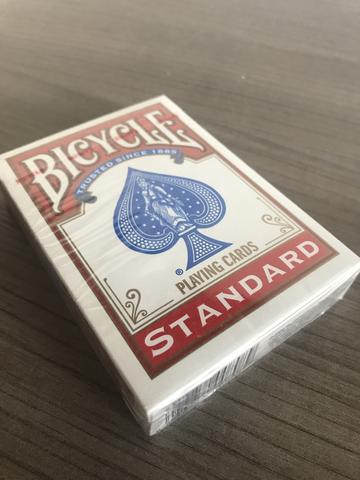 BICYCLE
TRUSTED SINCE 1885
®
PLAYING CARDS
STANDARD